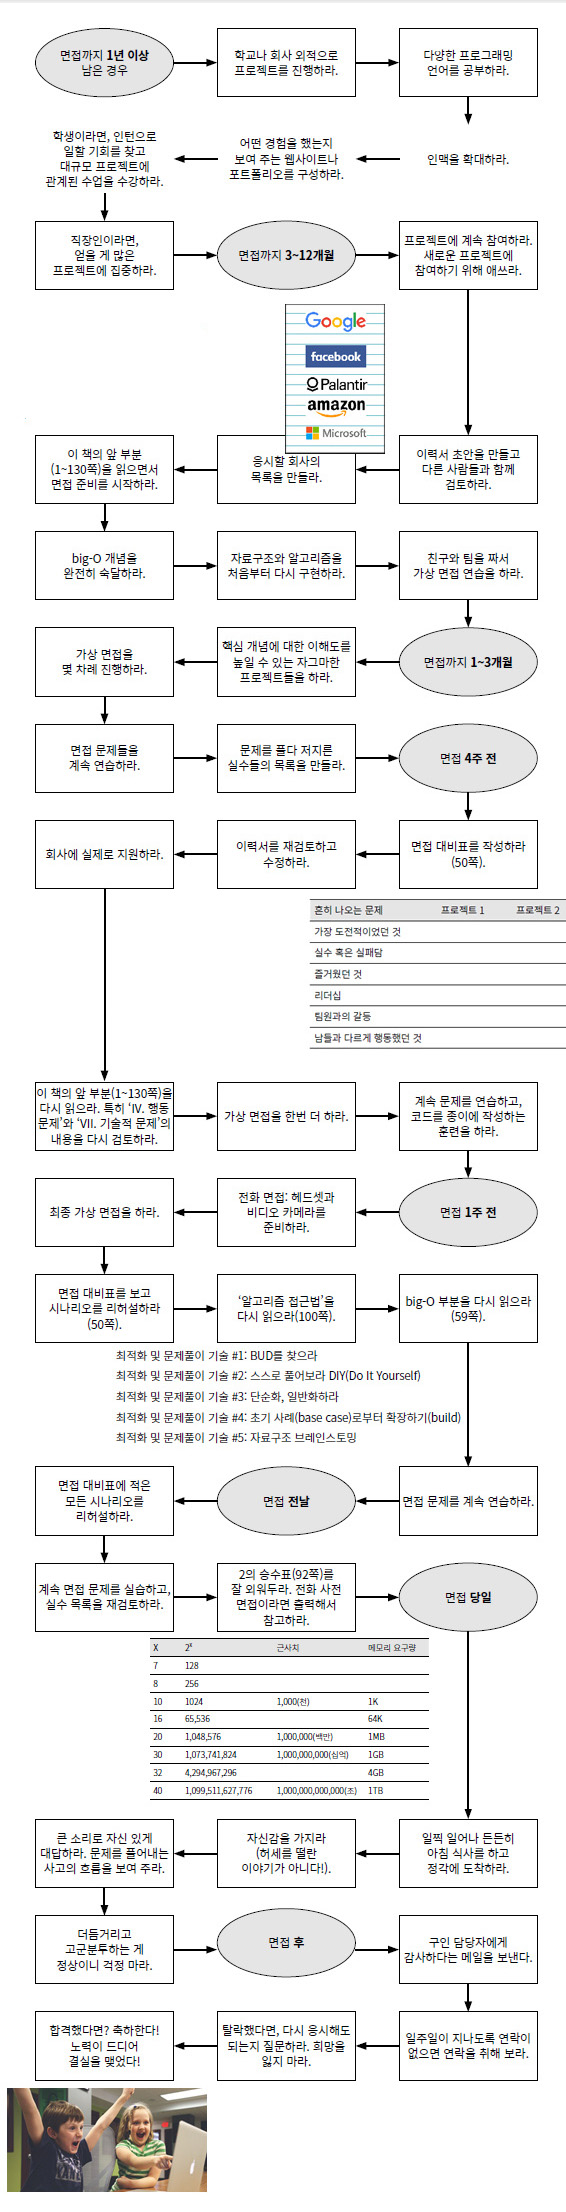 면접까지 1년 이상
남은 경우
학교나 회사 외적으로
프로젝트를 진행하라.
다양한 프로그래밍
언어를 공부하라.
인맥을 확대하라.
어떤 경험을 했는지
보여 주는 웹사이트나
포트폴리오를 구성하라.
학생이라면, 인턴으로
일할 기회를 찾고
대규모 프로젝트에
관계된 수업을 수강하라.
직장인이라면,
얻을 게 많은
프로젝트에 집중하라.
면접까지 3~12개월
프로젝트에 계속 참여하라.
새로운 프로젝트에
참여하기 위해 애쓰라.
Google
facebook
Palantir
amazon
Microsoft
이력서 초안을 만들고
다른 사람들과 함께
검토하라.
응시할 회사의
목록을 만들라.
이 책의 앞 부분
(1~130쪽)을 읽으면서
면접 준비를 시작하라.
big-O 개념을
완전히 숙달하라.
자료구조와 알고리즘을
처음부터 다시 구현하라.
친구와 팀을 짜서
가상 면접 연습을 하라.
면접까지 1~3개월
핵심 개념에 대한 이해도를
높일 수 있는 자그마한
프로젝트들을 하라.
가상 면접을
몇 차례 진행하라.
면접 문제들을
계속 연습하라.
문제를 풀다 저지른
실수들의 목록을 만들라.
면접 4주 전
면접 대비표를 작성하라
(50쪽).
이력서를 재검토하고
수정하라.
회사에 실제로 지원하라.
흔히 나오는 문제 프로젝트 1 프로젝트 2
가장 도전적이었던 것
실수 혹은 실패담
즐거웠던 것
리더십
팀원과의 갈등
남들과 다르게 행동했던 것
이 책의 앞 부분(1~130쪽)을
다시 읽으라. 특히 ‘IV. 행동
문제’와 ‘VII. 기술적 문제’의
내용을 다시 검토하라.
가상 면접을 한번 더 하라.
계속 문제를 연습하고,
코드를 종이에 작성하는
훈련을 하라.
면접 1주 전
전화 면접: 헤드셋과
비디오 카메라를
준비하라.
최종 가상 면접을 하라.
면접 대비표를 보고
시나리오를 리허설하라
(50쪽).
‘알고리즘 접근법’을
다시 읽으라(100쪽).
big-O 부분을 다시 읽으라
(59쪽).
최적화 및 문제풀이 기술 #1: BUD를 찾으라
최적화 및 문제풀이 기술 #2: 스스로 풀어보라 DIY(Do It Yourself)
최적화 및 문제풀이 기술 #3: 단순화, 일반화하라
최적화 및 문제풀이 기술 #4: 초기 사례(base case)로부터 확장하기(build)
최적화 및 문제풀이 기술 #5: 자료구조 브레인스토밍
면접 문제를 계속 연습하라.
면접 전날
면접 대비표에 적은
모든 시나리오를
리허설하라.
계속 면접 문제를 실습하고,
실수 목록을 재검토하라.
2의 승수표(92쪽)를
잘 외워두라. 전화 사전
면접이라면 출력해서
참고하라.
면접 당일
X 2ˣ 근사치 메모리 요구량
7 128
8 256
10 1024 1,000(천) 1K
16 65,536 64K
20 1,048,576 1,000,000(백만) 1MB
30 1,073,741,824 1,000,000,000(십억) 1GB
32 4,294,967,296 4GB
40 1,099,511,627,776 1,000,000,000,000(조) 1TB
일찍 일어나 든든히
아침 식사를 하고
정각에 도착하라.
자신감을 가지라
(허세를 떨란
이야기가 아니다!).
큰 소리로 자신 있게
대답하라. 문제를 풀어내는
사고의 흐름을 보여 주라.
더듬거리고
고군분투하는 게
정상이니 걱정 마라.
면접 후
구인 담당자에게
감사하다는 메일을 보낸다.
일주일이 지나도록 연락이
없으면 연락을 취해 보라.
탈락했다면, 다시 응시해도
되는지 질문하라. 희망을
잃지 마라.
합격했다면? 축하한다!
노력이 드디어
결실을 맺었다!